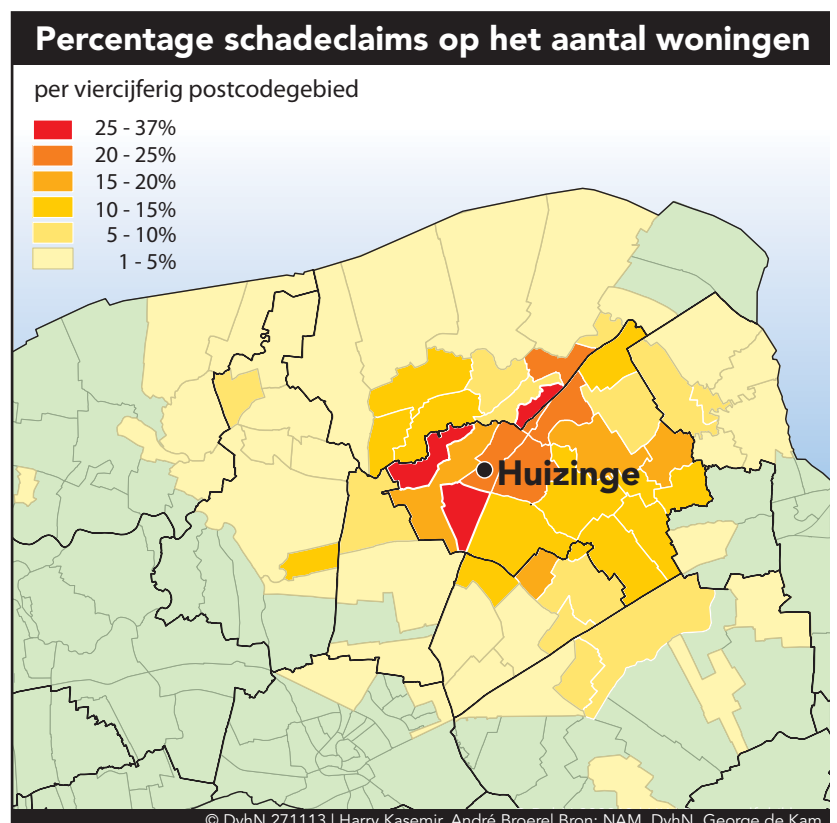 Percentage schadeclaims op het aantal woningen
per viercijferig postcodegebied
25 - 37%
20 - 25%
15 - 20%
10 - 15%
5 - 10%
1 - 5%
Huizinge
© DvhN 271113 | Harry Kasemir, André Broerel Bron: NAM, DvhN, George de Kam